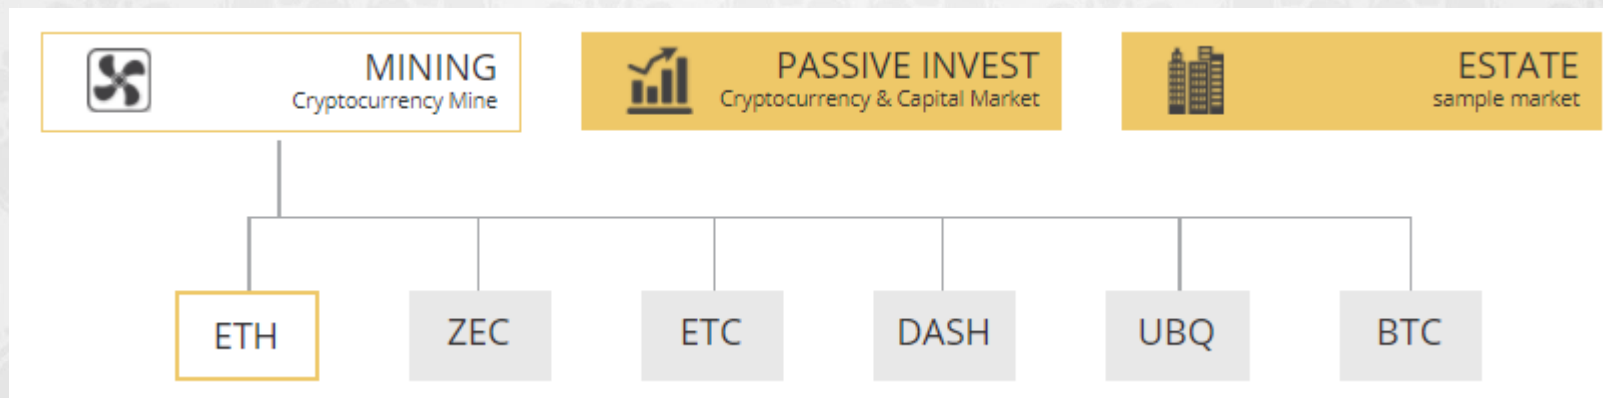 MINING
Cryptocurrency Mine
PASSIVE INVEST
Cryptocurrency & Capital Market
ESTATE
sample market
ETH
ZEC
ETC
DASH
UBQ
BTC